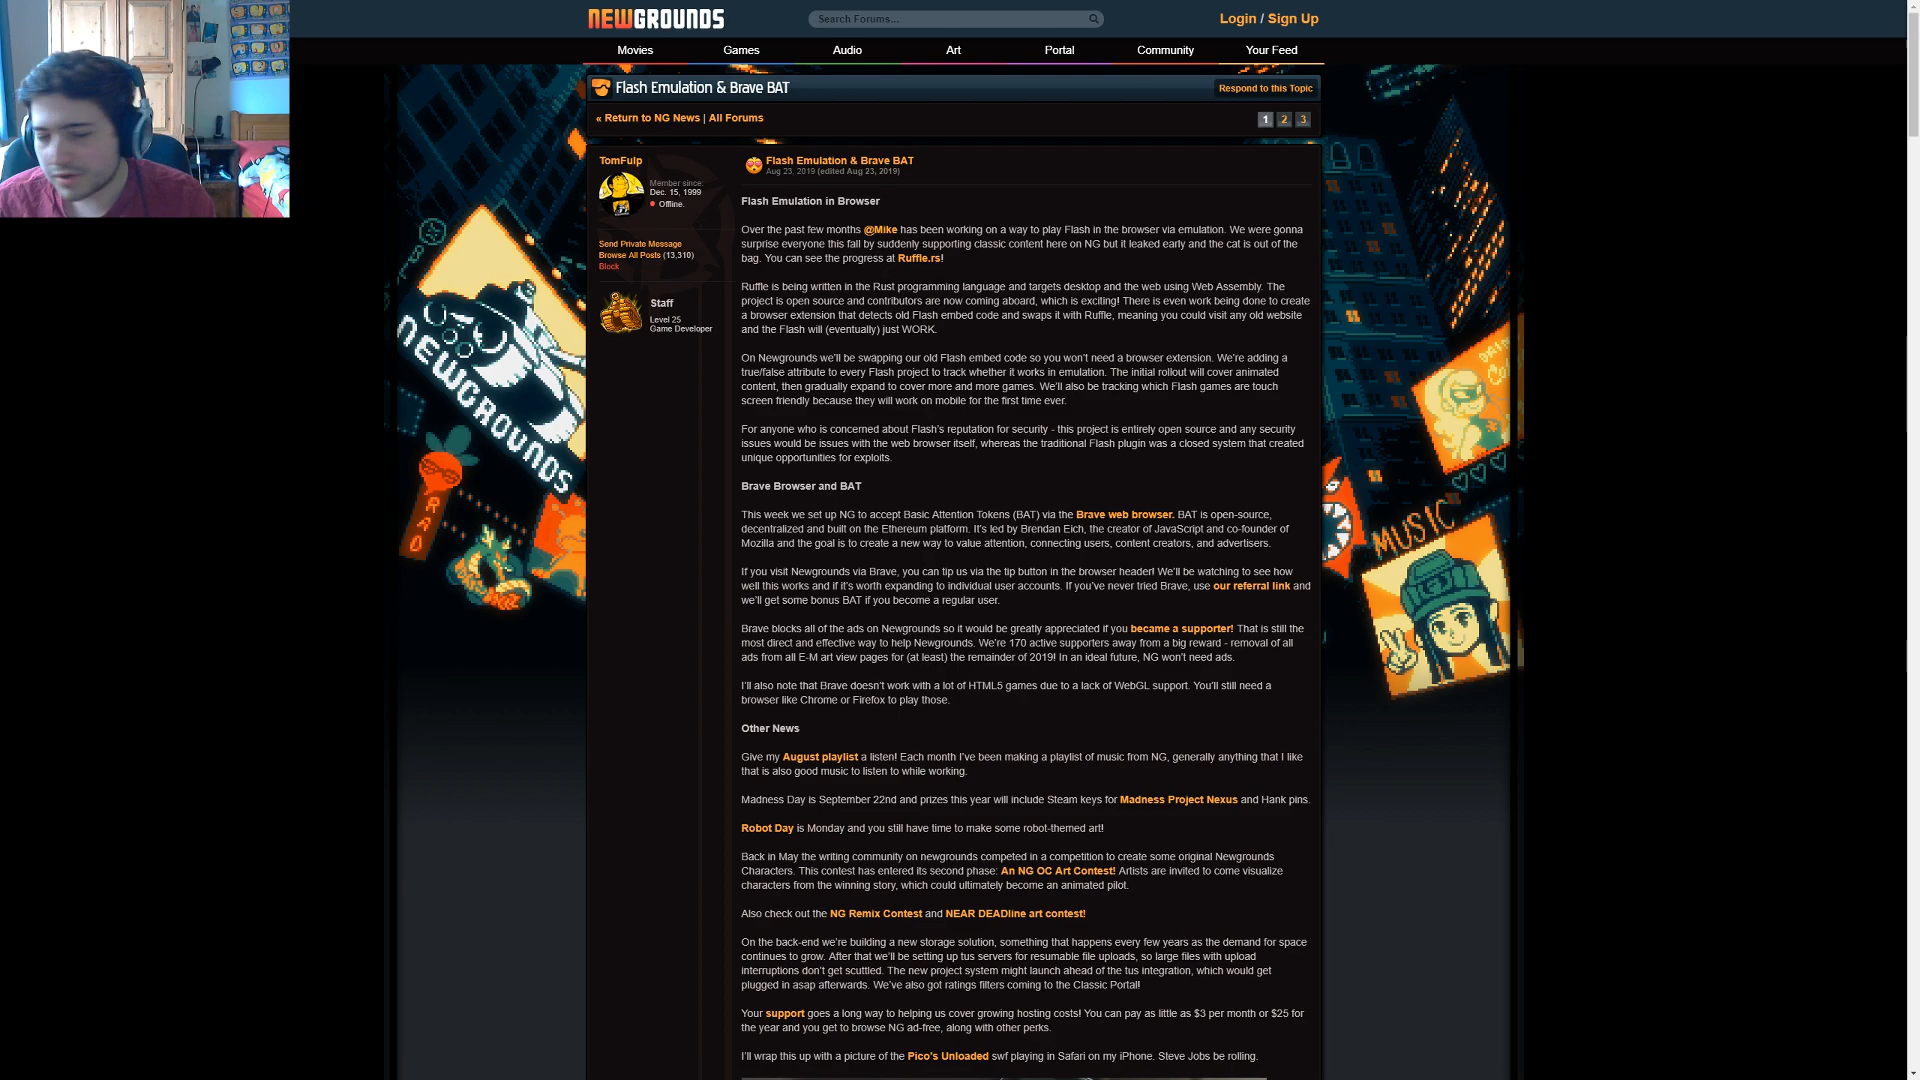 NEWGROUNDS
Search Forums...
Login / Sign Up
Movies
Games
Audio
Art
Portal
Community
Your Feed
Flash Emulation & Brave BAT
Respond to this Topic
« Return to NG News | All Forums
1 2 3
TomFulp
Member since:
Dec. 15, 1999
Offline.
Send Private Message
Browse All Posts (13,310)
Block
Staff
Level 25
Game Developer
Flash Emulation & Brave BAT
Aug 23, 2019 (edited Aug 23, 2019)
Flash Emulation in Browser
Over the past few months @Mike has been working on a way to play Flash in the browser via emulation. We were gonna
surprise everyone this fall by suddenly supporting classic content here on NG but it leaked early and the cat is out of the
bag. You can see the progress at Ruffle.rs!
Ruffle is being written in the Rust programming language and targets desktop and the web using Web Assembly. The
project is open source and contributors are now coming aboard, which is exciting! There is even work being done to create
a browser extension that detects old Flash embed code and swaps it with Ruffle, meaning you could visit any old website
and the Flash will (eventually) just WORK.
On Newgrounds we'll be swapping our old Flash embed code so you won't need a browser extension. We're adding a
true/false attribute to every Flash project to track whether it works in emulation. The initial rollout will cover animated
content, then gradually expand to cover more and more games. We'll also be tracking which Flash games are touch
screen friendly because they will work on mobile for the first time ever.
For anyone who is concerned about Flash's reputation for security - this project is entirely open source and any security
issues would be issues with the web browser itself, whereas the traditional Flash plugin was a closed system that created
unique opportunities for exploits.
Brave Browser and BAT
This week we set up NG to accept Basic Attention Tokens (BAT) via the Brave web browser. BAT is open-source,
decentralized and built on the Ethereum platform. It's led by Brendan Eich, the creator of JavaScript and co-founder of
Mozilla and the goal is to create a new way to value attention, connecting users, content creators, and advertisers.
If you visit Newgrounds via Brave, you can tip us via the tip button in the browser header! We'll be watching to see how
well this works and if it's worth expanding to individual user accounts. If you've never tried Brave, use our referral link and
we'll get some bonus BAT if you become a regular user.
Brave blocks all of the ads on Newgrounds so it would be greatly appreciated if you became a supporter! That is still the
most direct and effective way to help Newgrounds. We're 170 active supporters away from a big reward - removal of all
ads from all E-M art view pages for (at least) the remainder of 2019! In an ideal future, NG won't need ads.
I'll also note that Brave doesn't work with a lot of HTML5 games due to a lack of WebGL support. You'll still need a
browser like Chrome or Firefox to play those.
Other News
Give my August playlist a listen! Each month I've been making a playlist of music from NG, generally anything that I like
that is also good music to listen to while working.
Madness Day is September 22nd and prizes this year will include Steam keys for Madness Project Nexus and Hank pins.
Robot Day is Monday and you still have time to make some robot-themed art!
Back in May the writing community on newgrounds competed in a competition to create some original Newgrounds
Characters. This contest has entered its second phase: An NG OC Art Contest! Artists are invited to come visualize
characters from the winning story, which could ultimately become an animated pilot.
Also check out the NG Remix Contest and NEAR DEADline art contest!
On the back-end we're building a new storage solution, something that happens every few years as the demand for space
continues to grow. After that we'll be setting up tus servers for resumable file uploads, so large files with upload
interruptions don't get scuttled. The new project system might launch ahead of the tus integration, which would get
plugged in asap afterwards. We've also got ratings filters coming to the Classic Portal!
Your support goes a long way to helping us cover growing hosting costs! You can pay as little as $3 per month or $25 for
the year and you get to browse NG ad-free, along with other perks.
I'll wrap this up with a picture of the Pico's Unloaded swf playing in Safari on my iPhone. Steve Jobs be rolling.
NEWGROUNDS
MUSIC